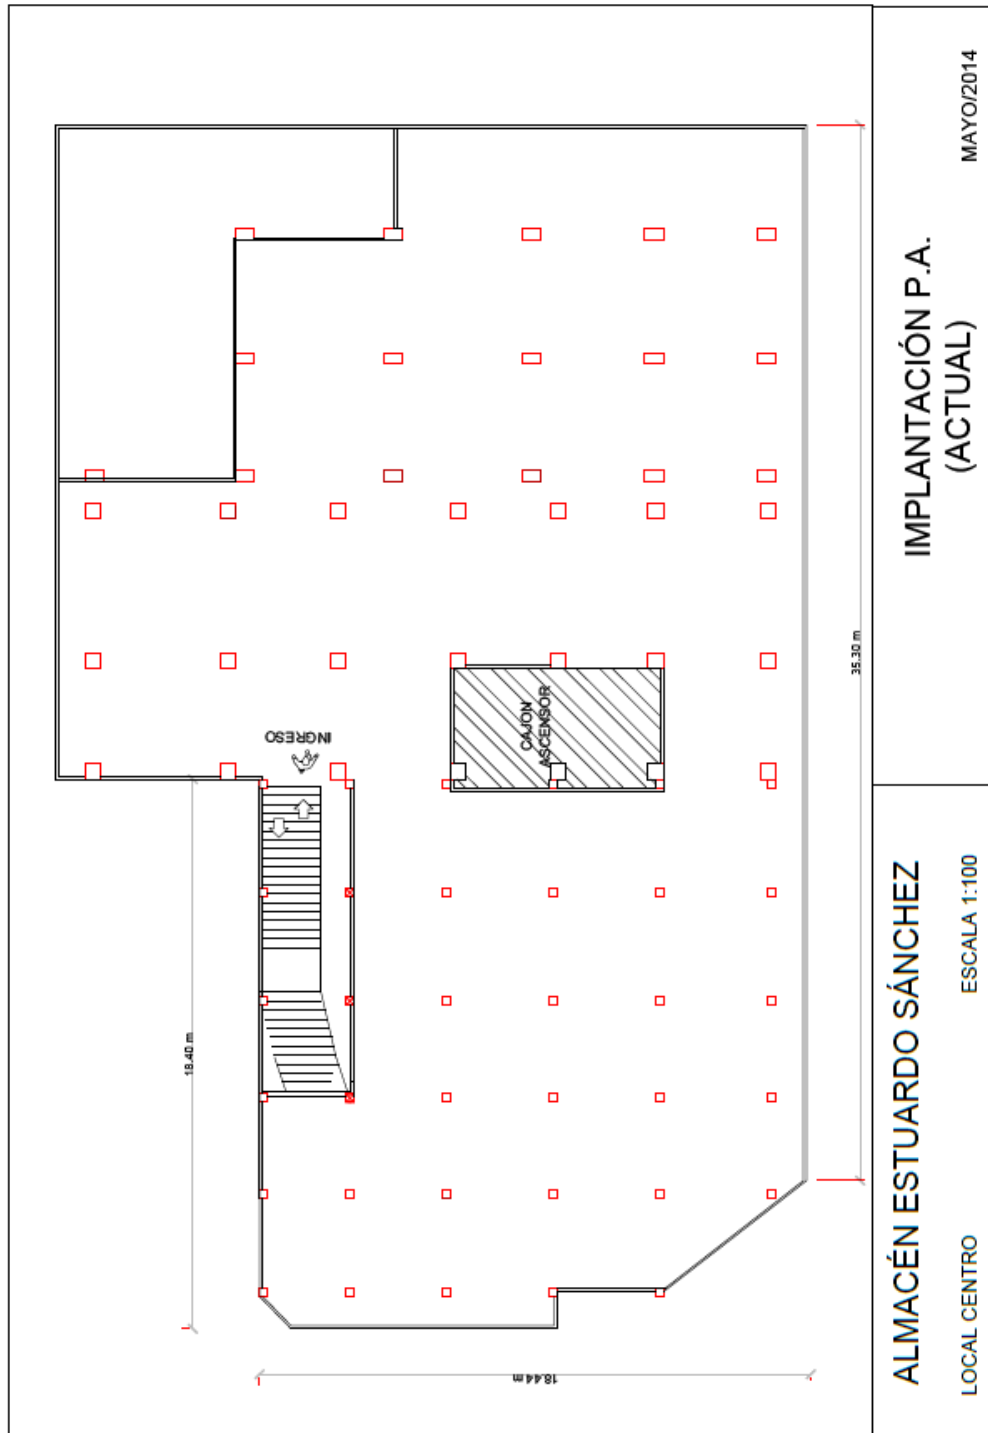 INGRESO
CAJON
ASCENSOR
18.40 m
35.30 m
18.44 m
ALMACÉN ESTUARDO SÁNCHEZ
LOCAL CENTRO
ESCALA 1:100
IMPLANTACIÓN P.A.
(ACTUAL)
MAYO/2014